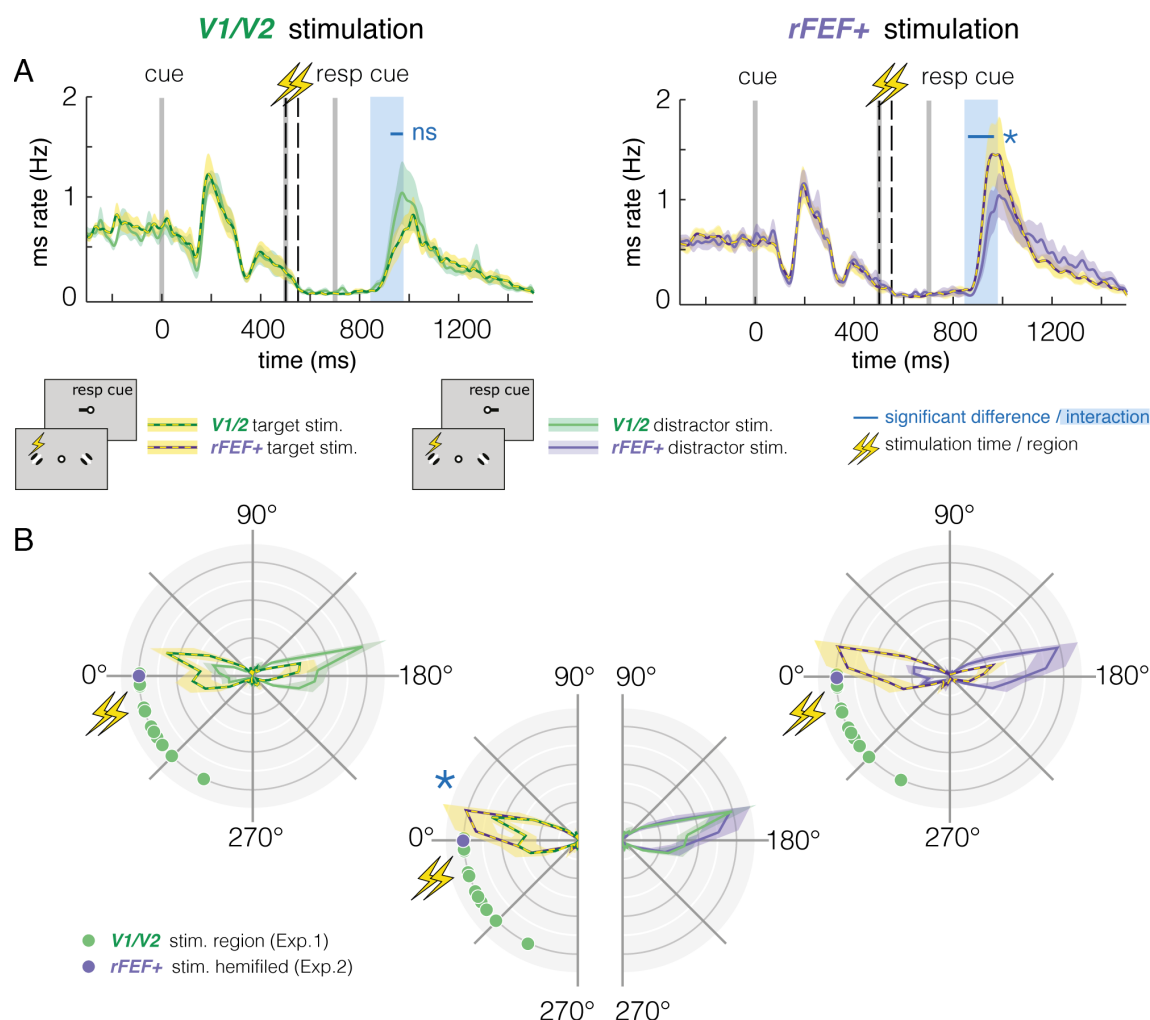 V1/V2 stimulation
rFEF+ stimulation
A
cue
resp cue
2
1
0
ms rate (Hz)
ns
0
400
800
1200
time (ms)
cue
resp cue
2
1
0
ms rate (Hz)
*
0
400
800
1200
time (ms)
resp cue
V1/2 target stim.
rFEF+ target stim.
resp cue
V1/2 distractor stim.
rFEF+ distractor stim.
significant difference / interaction
stimulation time / region
B
90°
0°
180°
270°
90°
0°
180°
270°
90°
90°
*
0°
180°
270°
270°
V1/V2 stim. region (Exp.1)
rFEF+ stim. hemifiled (Exp.2)